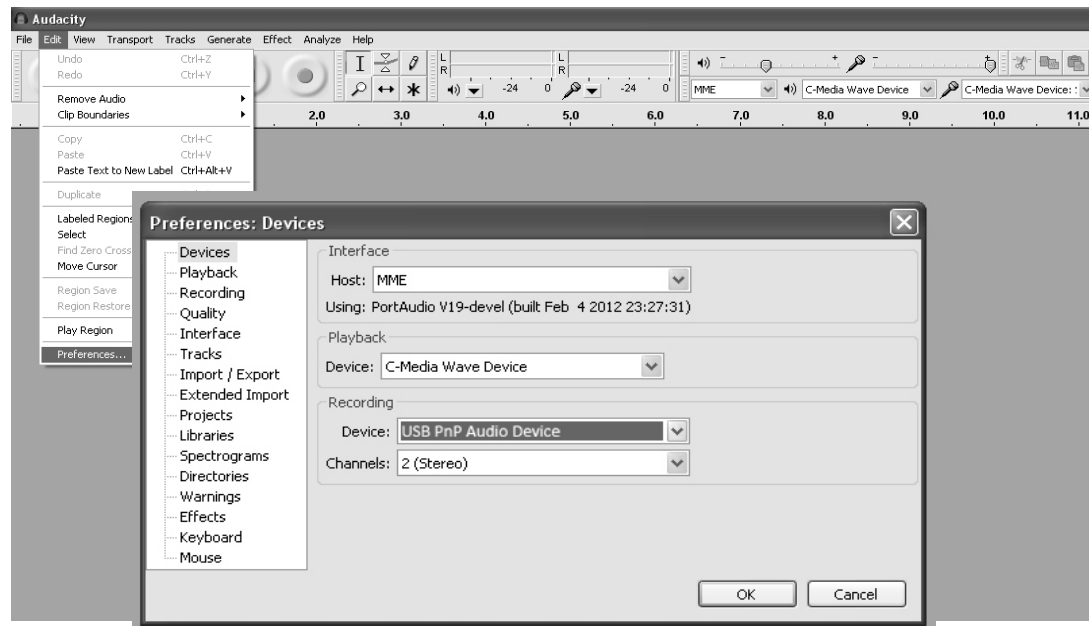 Audacity
File Edit View Transport Tracks Generate Effect Analyze Help
Undo Ctrl+Z
Redo Ctrl+Y
Remove Audio
Clip Boundaries
Copy Ctrl+C
Paste Ctrl+V
Paste Text to New Label Ctrl+Alt+V
Duplicate
Labeled Regions
Select
Find Zero Cross
Move Cursor
Region Save
Region Restore
Play Region
Preferences...
L
R
L
R
-24 0 -24 0
MME C-Media Wave Device C-Media Wave Device: :
2.0 3.0 4.0 5.0 6.0 7.0 8.0 9.0 10.0 11.0
Preferences: Devices
Devices
Playback
Recording
Quality
Interface
Tracks
Import / Export
Extended Import
Projects
Libraries
Spectrograms
Directories
Warnings
Effects
Keyboard
Mouse
Interface
Host: MME
Using: PortAudio V19-devel (built Feb 4 2012 23:27:31)
Playback
Device: C-Media Wave Device
Recording
Device: USB PnP Audio Device
Channels: 2 (Stereo)
OK Cancel